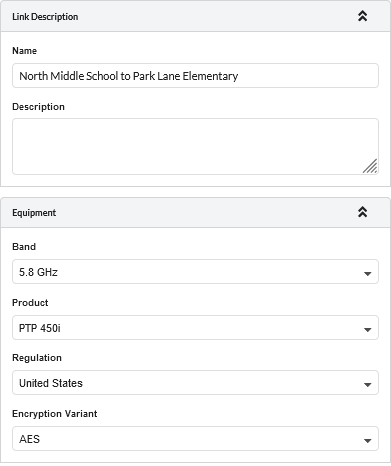 Link Description
Name
North Middle School to Park Lane Elementary
Description
Equipment
Band
5.8 GHz
Product
PTP 450i
Regulation
United States
Encryption Variant
AES